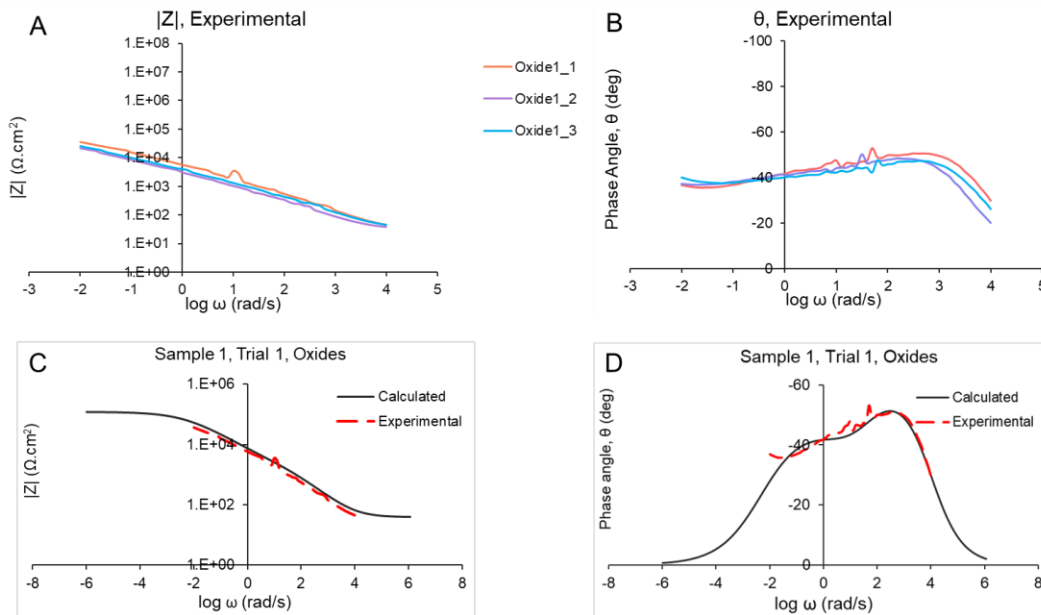 A
|Z|, Experimental
1.E+08
1.E+07
1.E+06
1.E+05
1.E+04
1.E+03
1.E+02
1.E+01
1.E+00
|Z| (Ω.cm²)
-3 -2 -1 0 1 2 3 4 5
log ω (rad/s)
Oxide1_1
Oxide1_2
Oxide1_3
B
θ, Experimental
-100
-80
-60
-40
-20
0
Phase Angle, θ (deg)
-3 -2 -1 0 1 2 3 4 5
log ω (rad/s)
C
Sample 1, Trial 1, Oxides
1.E+06
1.E+04
1.E+02
1.E+00
|Z| (Ω.cm²)
Calculated
Experimental
-8 -6 -4 -2 0 2 4 6 8
log ω (rad/s)
D
Sample 1, Trial 1, Oxides
-60
-40
-20
0
Phase angle, θ (deg)
Calculated
Experimental
-8 -6 -4 -2 0 2 4 6 8
log ω (rad/s)